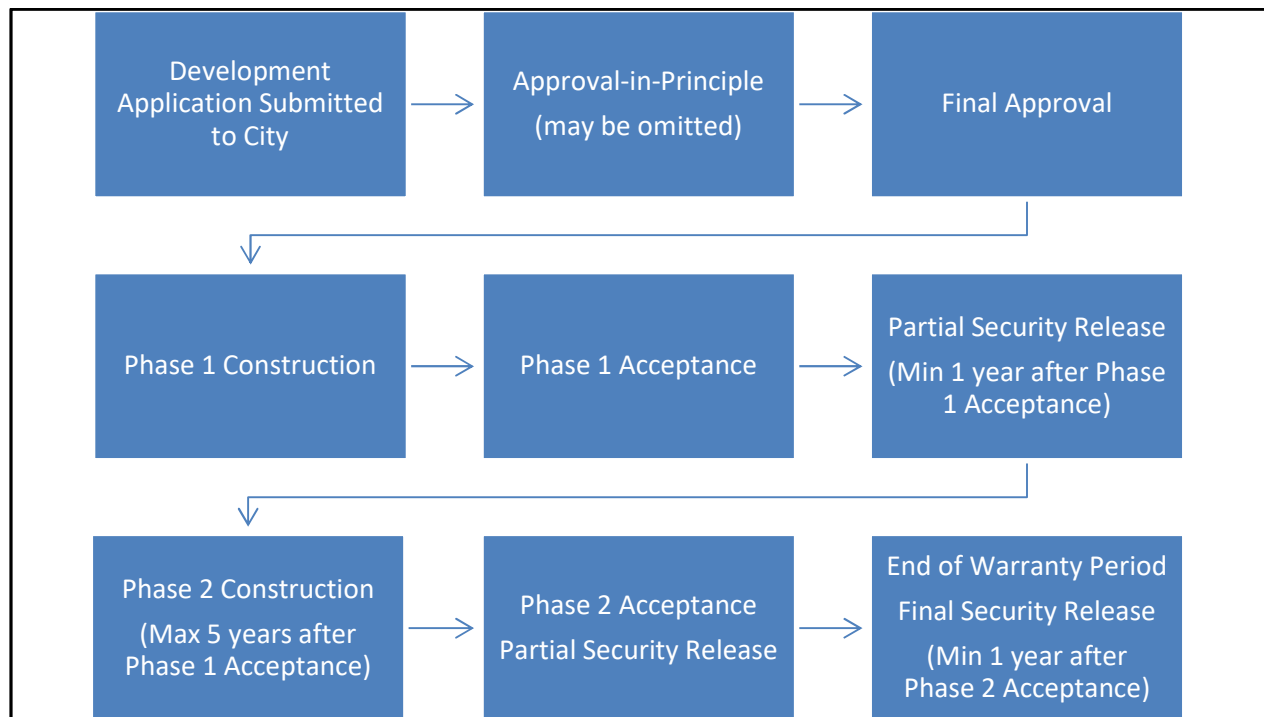 Development
Application Submitted
to City
Approval-in-Principle
(may be omitted)
Final Approval
Phase 1 Construction
Phase 1 Acceptance
Partial Security Release
(Min 1 year after Phase
1 Acceptance)
Phase 2 Construction
(Max 5 years after
Phase 1 Acceptance)
Phase 2 Acceptance
Partial Security Release
End of Warranty Period
Final Security Release
(Min 1 year after
Phase 2 Acceptance)